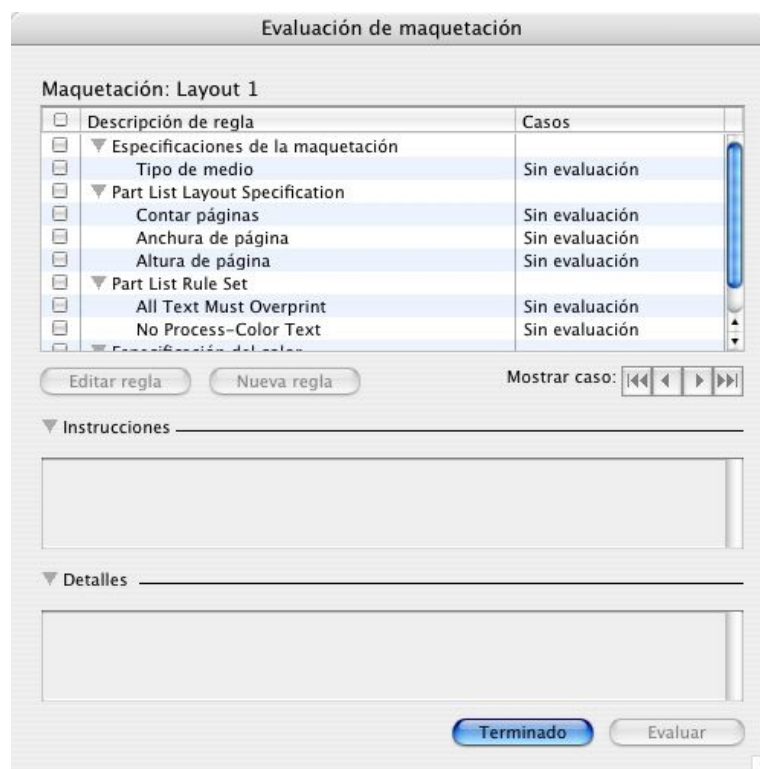 Evaluación de maquetación
Maquetación: Layout 1
Descripción de regla Casos
Especificaciones de la maquetación
Tipo de medio Sin evaluación
Part List Layout Specification
Contar páginas Sin evaluación
Anchura de página Sin evaluación
Altura de página Sin evaluación
Part List Rule Set
All Text Must Overprint Sin evaluación
No Process-Color Text Sin evaluación
Especificación del color
Editar regla Nueva regla Mostrar caso:
Instrucciones
Detalles
Terminado Evaluar